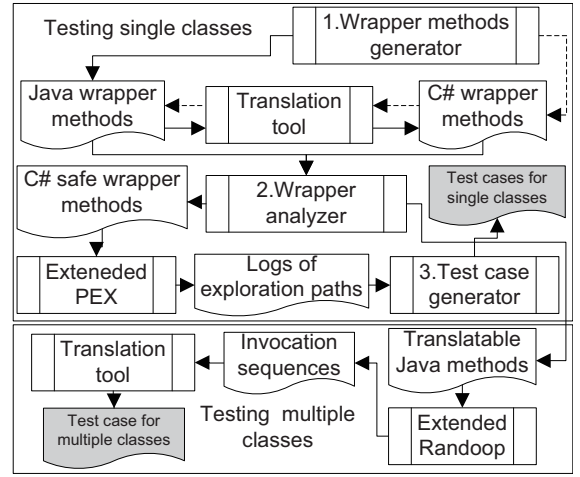 Testing single classes
1.Wrapper methods
generator
Java wrapper
methods
Translation
tool
C# wrapper
methods
C# safe wrapper
methods
2.Wrapper
analyzer
Test cases for
single classes
Exteneded
PEX
Logs of
exploration paths
3.Test case
generator
Translation
tool
Invocation
sequences
Translatable
Java methods
Test case for
multiple classes
Testing multiple
classes
Extended
Randoop